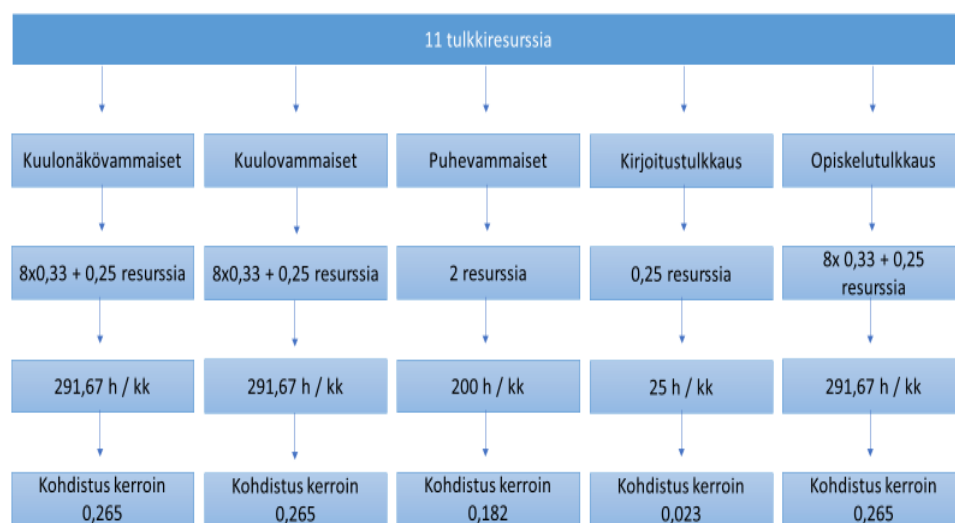 11 tulkkiresurssia
Kuulonäkövammaiset
Kuulovammaiset
Puhevammaiset
Kirjoitustulkkaus
Opiskelutulkkaus
8x0,33 + 0,25 resurssia
8x0,33 + 0,25 resurssia
2 resurssia
0,25 resurssia
8x 0,33 + 0,25
resurssia
291,67 h / kk
291,67 h / kk
200 h / kk
25 h / kk
291,67 h / kk
Kohdistus kerroin
0,265
Kohdistus kerroin
0,265
Kohdistus kerroin
0,182
Kohdistus kerroin
0,023
Kohdistus kerroin
0,265